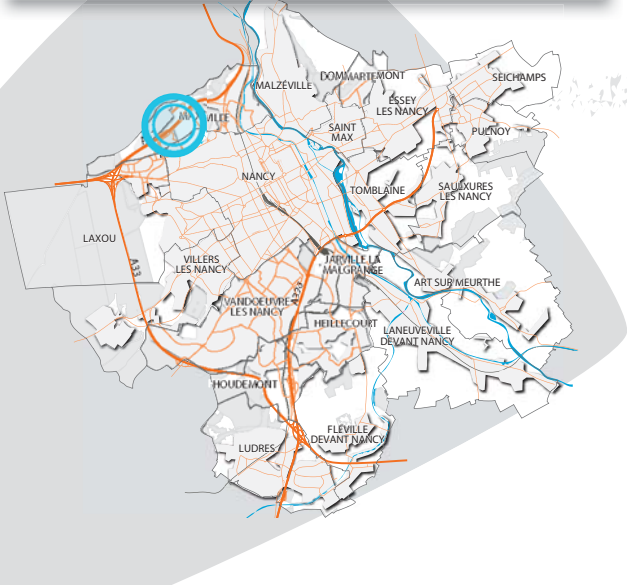 MALZÉVILLE
DOMMARTEMONT
SEICHAMPS
ESSEY
LES NANCY
SAINT
MAX
PULNOY
NANCY
TOMBLAINE
SAULXURES
LES NANCY
LAXOU
VILLERS
LES NANCY
JARVILLE LA
MALGRANGE
A33
ART SUR MEURTHE
VANDOEUVRE
LES NANCY
HEILLECOURT
LANEUVEVILLE
DEVANT NANCY
HOUDEMONT
FLÉVILLE
DEVANT NANCY
LUDRES